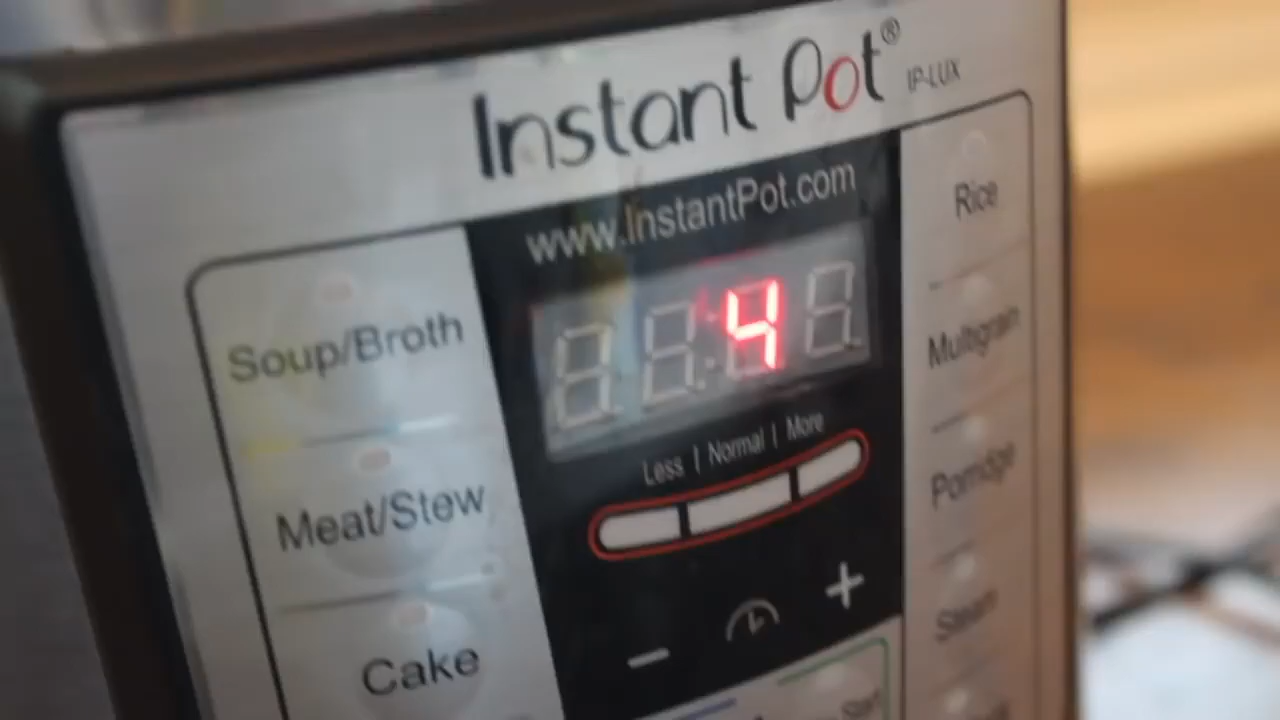 Instant Pot®
IP-LUX
www.InstantPot.com
4
Less | Normal | More
Soup/Broth
Meat/Stew
Cake
Rice
Multigrain
Porridge
Steam
- +